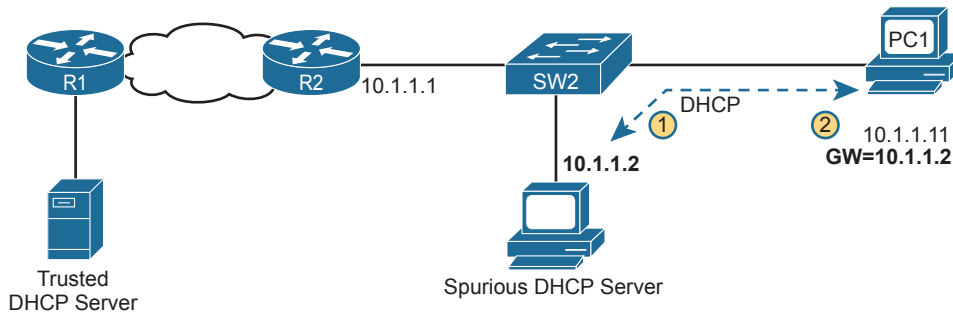 PC1
R1
R2
10.1.1.1
SW2
DHCP
1
2
10.1.1.11
GW=10.1.1.2
10.1.1.2
Trusted
DHCP Server
Spurious DHCP Server